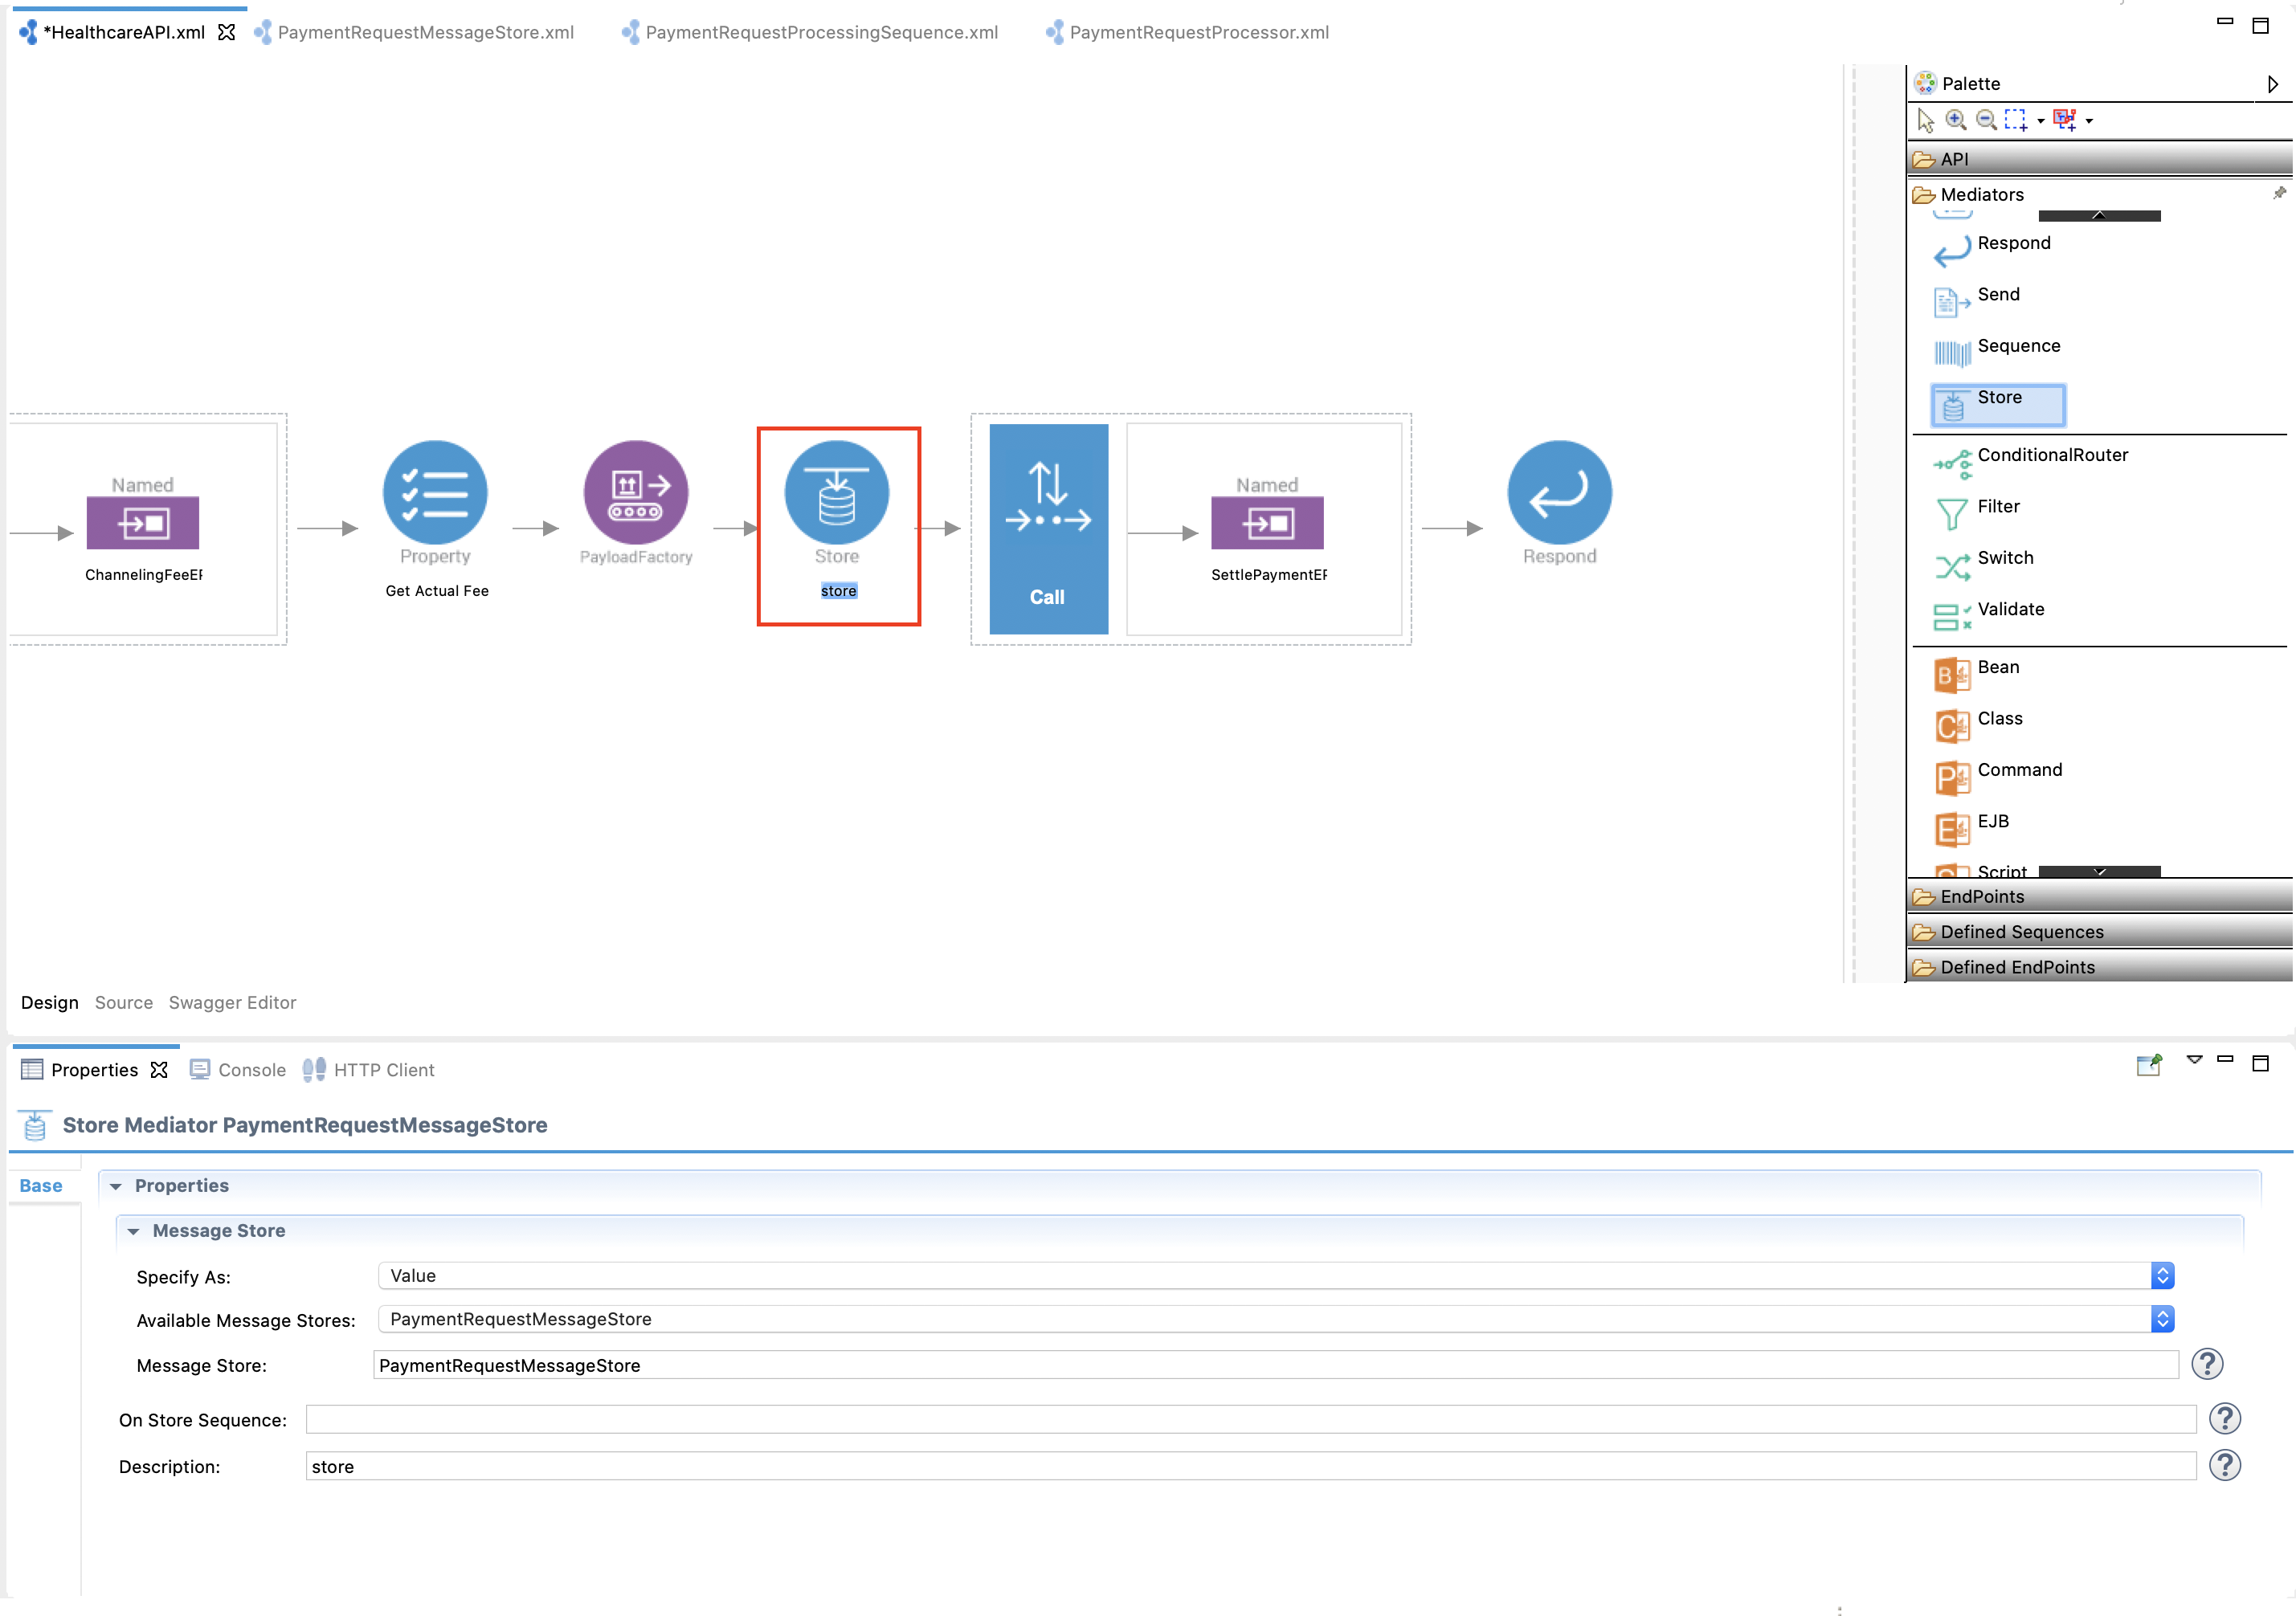 *HealthcareAPI.xml
PaymentRequestMessageStore.xml
PaymentRequestProcessingSequence.xml
PaymentRequestProcessor.xml
Palette
API
Mediators
Respond
Send
Sequence
Store
ConditionalRouter
Filter
Switch
Validate
Bean
Class
Command
EJB
Script
EndPoints
Defined Sequences
Defined EndPoints
Named
ChannelingFeeEP
Property
Get Actual Fee
PayloadFactory
Store
store
Call
Named
SettlePaymentEP
Respond
Design Source Swagger Editor
Properties Console HTTP Client
Store Mediator PaymentRequestMessageStore
Base
Properties
Message Store
Specify As: Value
Available Message Stores: PaymentRequestMessageStore
Message Store: PaymentRequestMessageStore
On Store Sequence:
Description: store